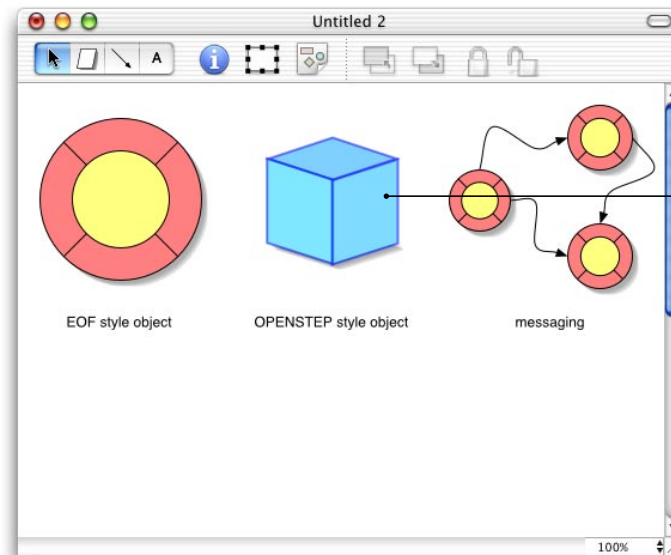 Untitled 2
A
i
EOF style object
OPENSTEP style object
messaging
100%